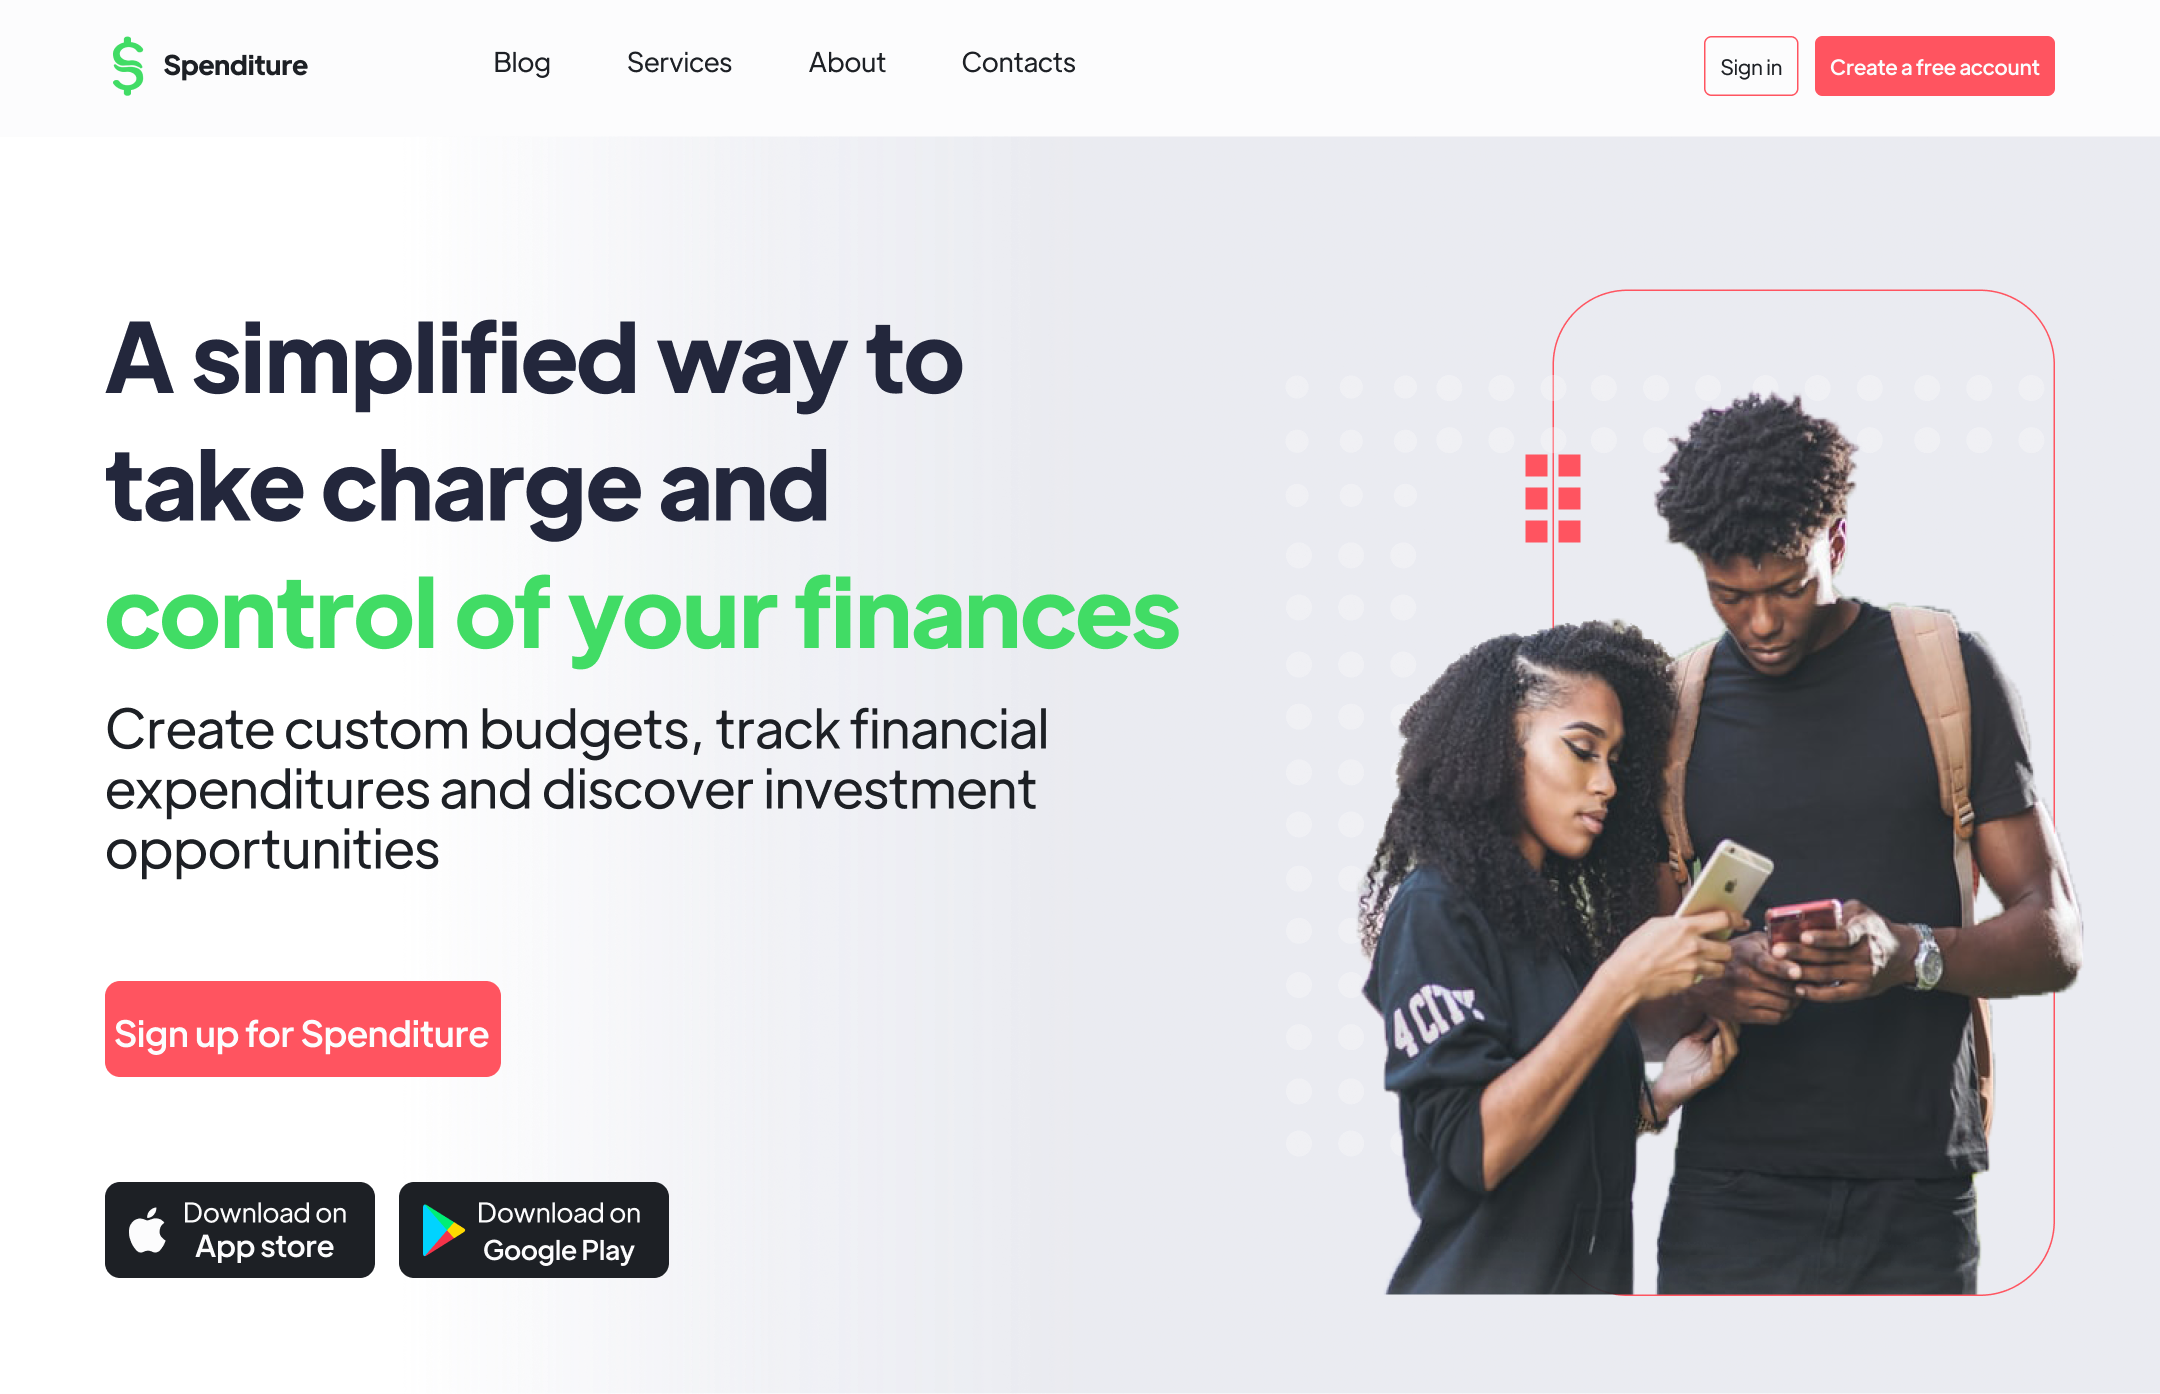 Spenditure
Blog
Services
About
Contacts
Sign in
Create a free account
A simplified way to
take charge and
control of your finances
Create custom budgets, track financial
expenditures and discover investment
opportunities
Sign up for Spenditure
Download on
App store
Download on
Google Play
4 CITY